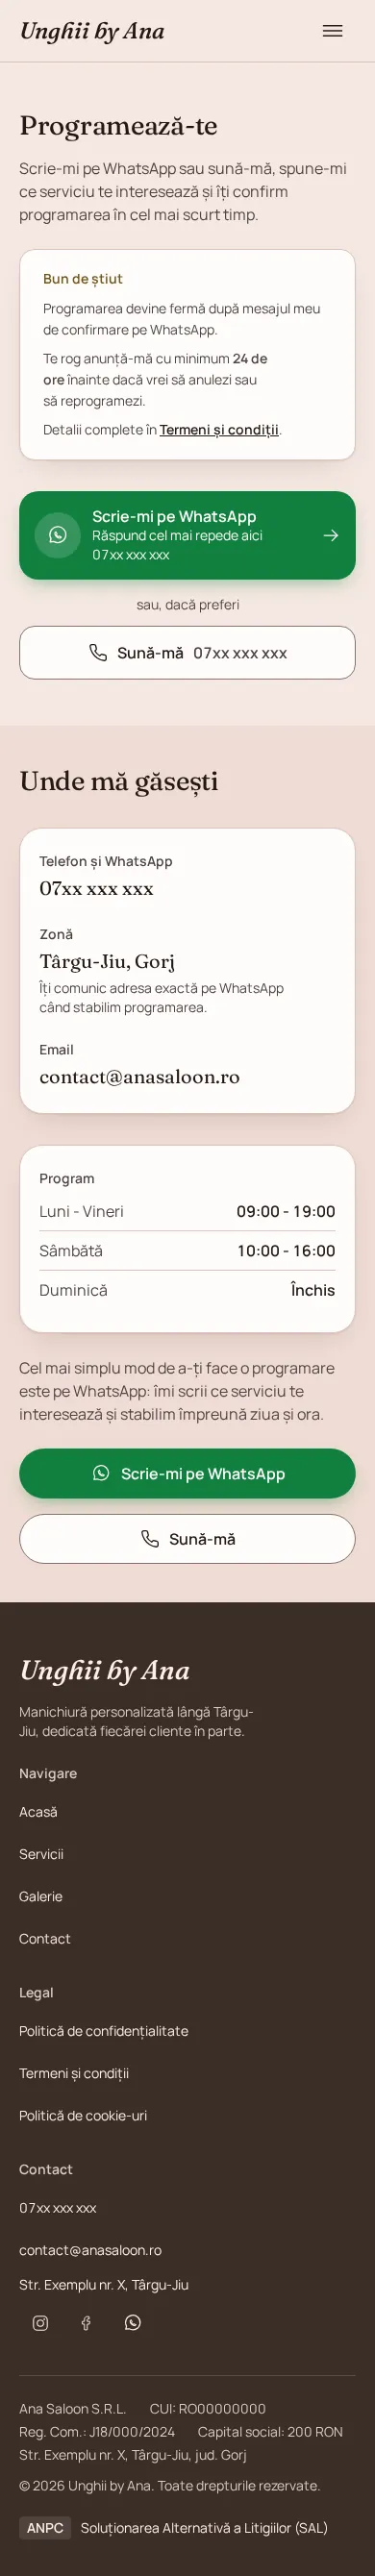 Unghii by Ana
Programează-te
Scrie-mi pe WhatsApp sau sună-mă, spune-mi
ce serviciu te interesează și îți confirm
programarea în cel mai scurt timp.
Bun de știut
Programarea devine fermă după mesajul meu
de confirmare pe WhatsApp.
Te rog anunță-mă cu minimum 24 de
ore înainte dacă vrei să anulezi sau
să reprogramezi.
Detalii complete în Termeni și condiții.
Scrie-mi pe WhatsApp
Răspund cel mai repede aici
07xx xxx xxx
sau, dacă preferi
Sună-mă 07xx xxx xxx
Unde mă găsești
Telefon și WhatsApp
07xx xxx xxx
Zonă
Târgu-Jiu, Gorj
Îți comunic adresa exactă pe WhatsApp
când stabilim programarea.
Email
contact@anasaloon.ro
Program
Luni - Vineri 09:00 - 19:00
Sâmbătă 10:00 - 16:00
Duminică Închis
Cel mai simplu mod de a-ți face o programare
este pe WhatsApp: îmi scrii ce serviciu te
interesează și stabilim împreună ziua și ora.
Scrie-mi pe WhatsApp
Sună-mă
Unghii by Ana
Manichiură personalizată lângă Târgu-
Jiu, dedicată fiecărei cliente în parte.
Navigare
Acasă
Servicii
Galerie
Contact
Legal
Politică de confidențialitate
Termeni și condiții
Politică de cookie-uri
Contact
07xx xxx xxx
contact@anasaloon.ro
Str. Exemplu nr. X, Târgu-Jiu
Ana Saloon S.R.L. CUI: RO00000000
Reg. Com.: J18/000/2024 Capital social: 200 RON
Str. Exemplu nr. X, Târgu-Jiu, jud. Gorj
© 2026 Unghii by Ana. Toate drepturile rezervate.
ANPC Soluționarea Alternativă a Litigiilor (SAL)